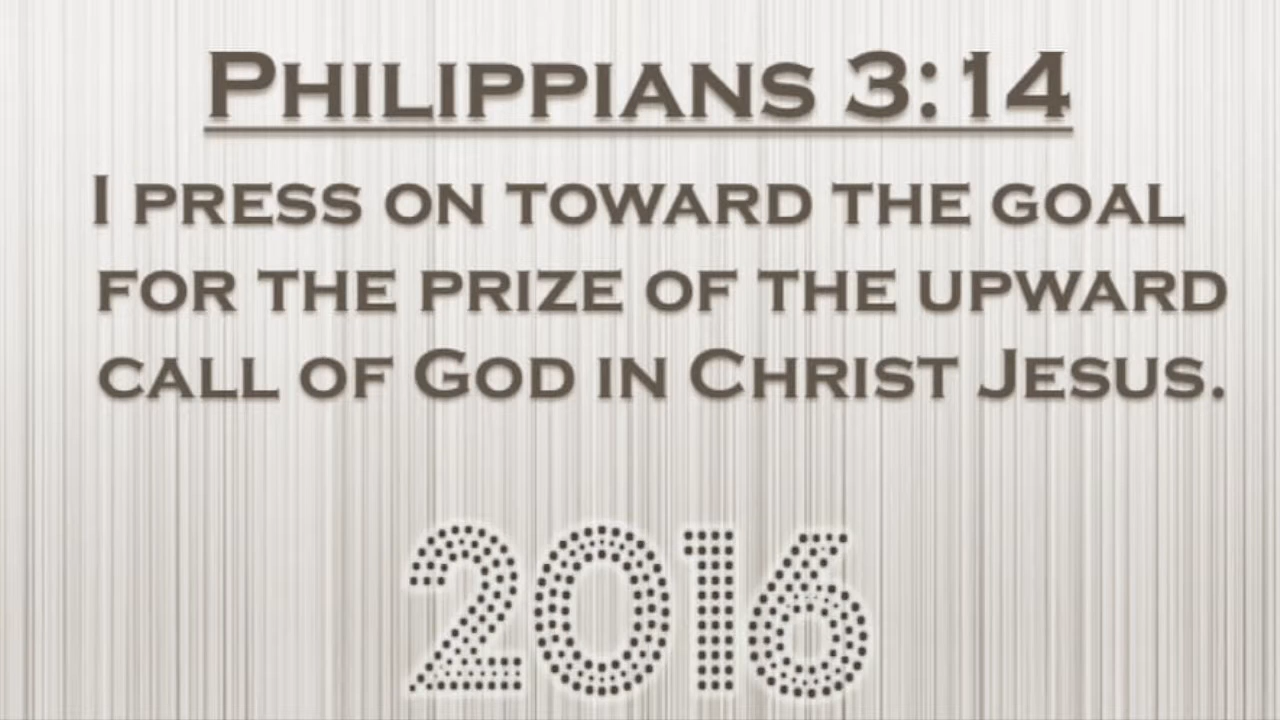 Philippians 3:14
I press on toward the goal
for the prize of the upward
call of God in Christ Jesus.
2016